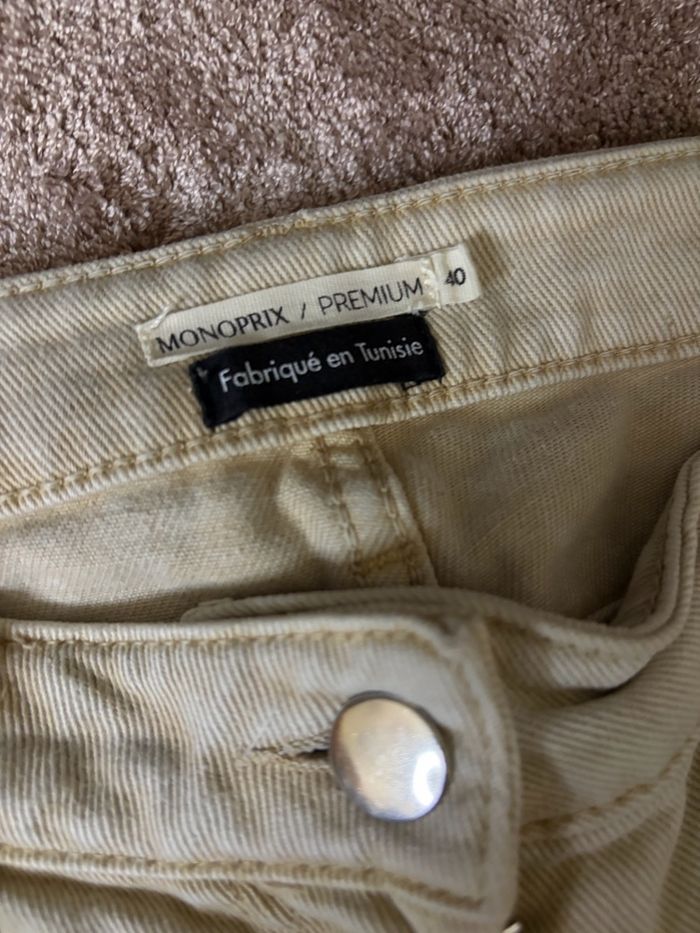 MONOPRIX / PREMIUM 40
Fabriqué en Tunisie